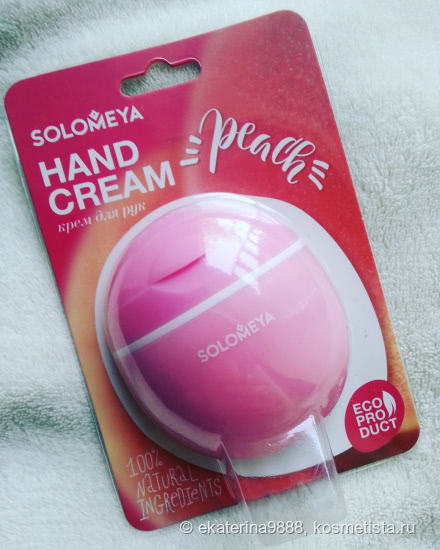 SOLOMEYA
Peach
HAND
CREAM
крем для рук
SOLOMEYA
ECO
PRO
DUCT
100%
NATURAL
INGREDIENTS
© ekaterina9888, kosmetista.ru